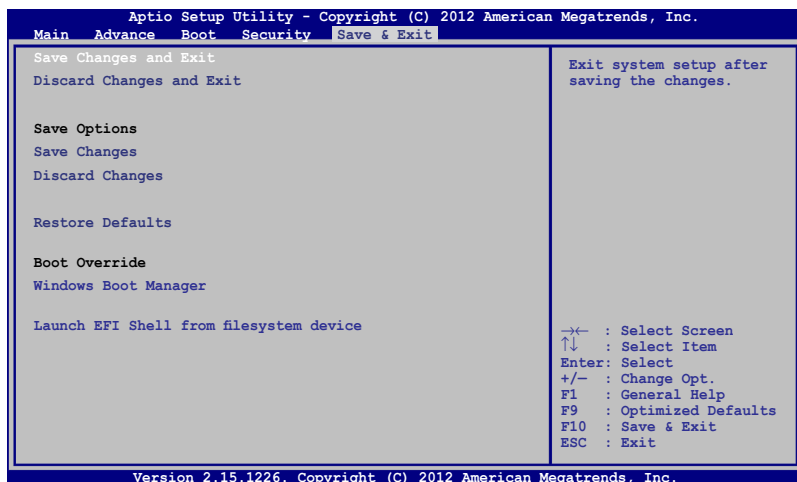 Aptio Setup Utility - Copyright (C) 2012 American Megatrends, Inc.
Main Advance Boot Security Save & Exit
Save Changes and Exit
Discard Changes and Exit
Save Options
Save Changes
Discard Changes
Restore Defaults
Boot Override
Windows Boot Manager
Launch EFI Shell from filesystem device
Exit system setup after
saving the changes.
→← : Select Screen
↑↓ : Select Item
Enter: Select
+/— : Change Opt.
F1 : General Help
F9 : Optimized Defaults
F10 : Save & Exit
ESC : Exit
Version 2.15.1226. Copyright (C) 2012 American Megatrends, Inc.